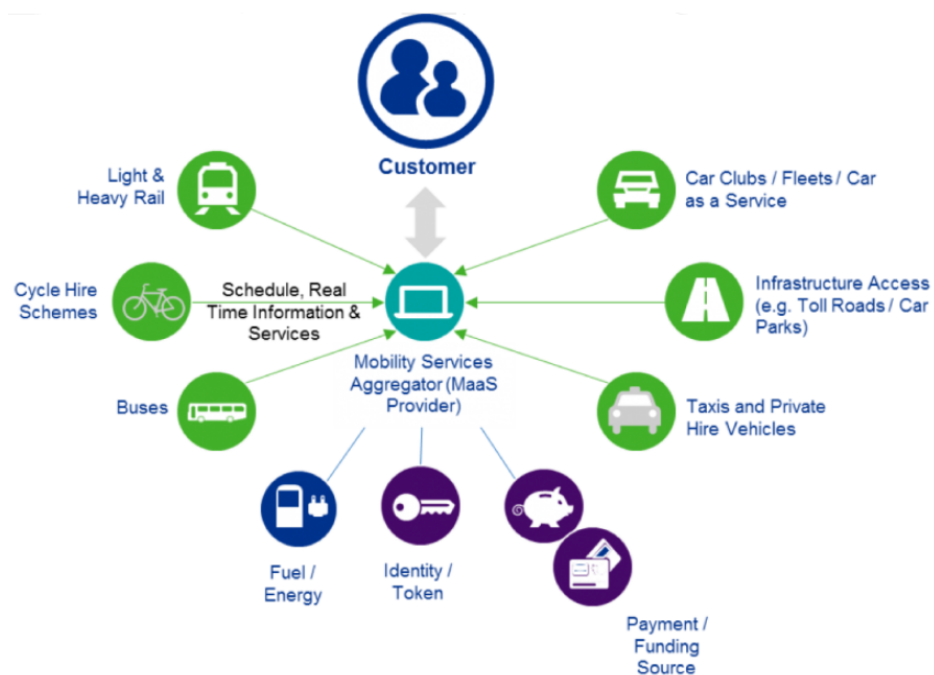 Customer
Light &
Heavy Rail
Car Clubs / Fleets / Car
as a Service
Cycle Hire
Schemes
Schedule, Real
Time Information &
Services
Infrastructure Access
(e.g. Toll Roads / Car
Parks)
Mobility Services
Aggregator (MaaS
Provider)
Buses
Taxis and Private
Hire Vehicles
Fuel /
Energy
Identity /
Token
Payment /
Funding
Source